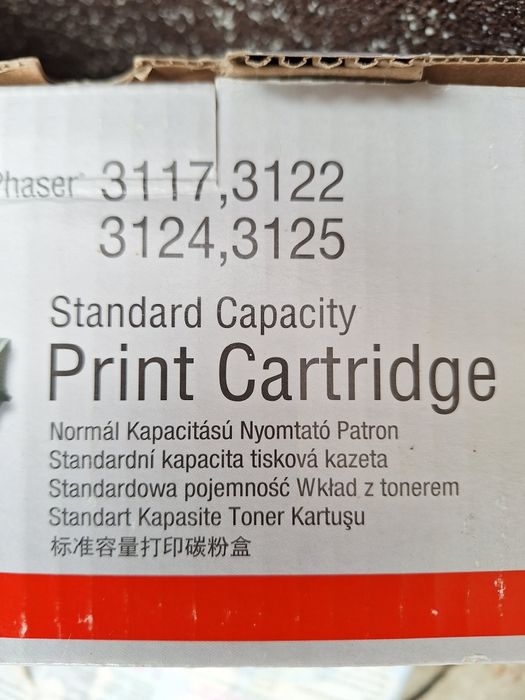 Phaser® 3117,3122
3124,3125
Standard Capacity
Print Cartridge
Normál Kapacitású Nyomtató Patron
Standardní kapacita tisková kazeta
Standardowa pojemność Wkład z tonerem
Standart Kapasite Toner Kartuşu
标准容量打印碳粉盒